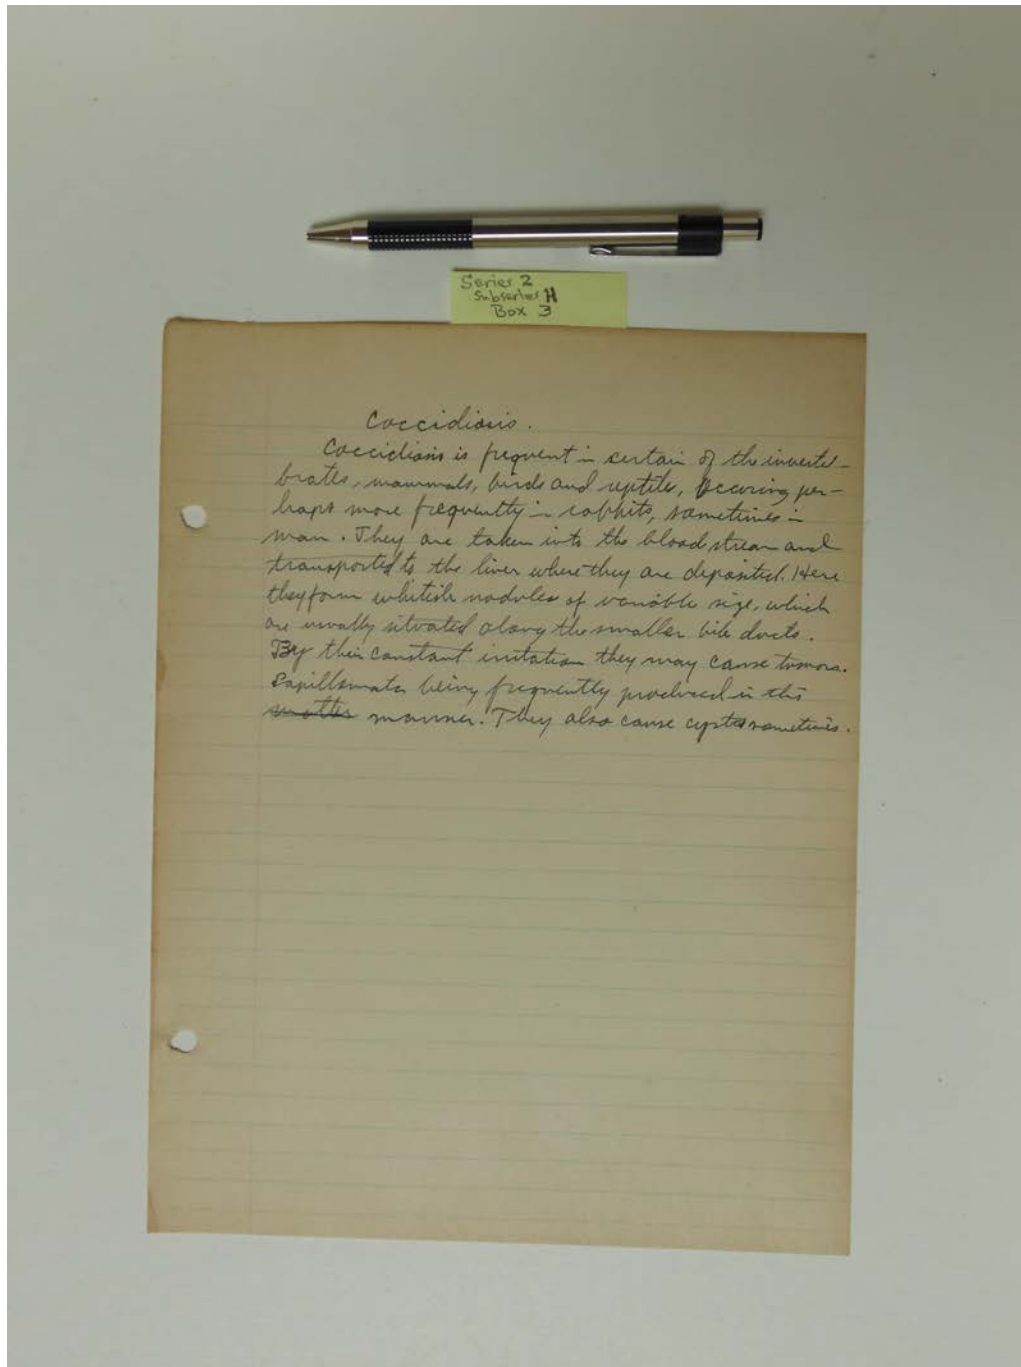 Series 2
Subseries H
Box 3
Coccidiosis.
Coccidiosis is frequent in certain of the inverte-
brates, mammals, birds and reptiles, Occuring per-
haps more frequently in rabbits, sometimes in
man. They are taken into the blood stream and
transported to the liver where they are deposited. Here
they form whitish nodules of variable size, which
are usually situated along the smaller bile ducts.
By their constant irritation they may cause tumors.
Papillomata being frequently produced in this
matter manner. They also cause cysts sometimes.